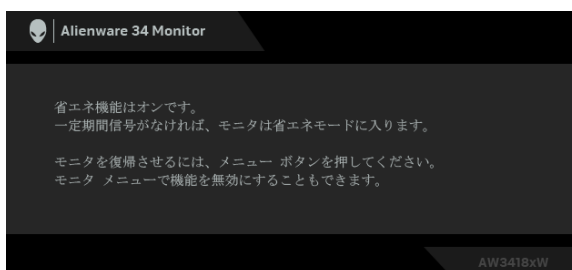 Alienware 34 Monitor
省エネ機能はオンです。
一定期間信号がなければ、モニタは省エネモードに入ります。
モニタを復帰させるには、メニュー ボタンを押してください。
モニタ メニューで機能を無効にすることもできます。
AW3418xW